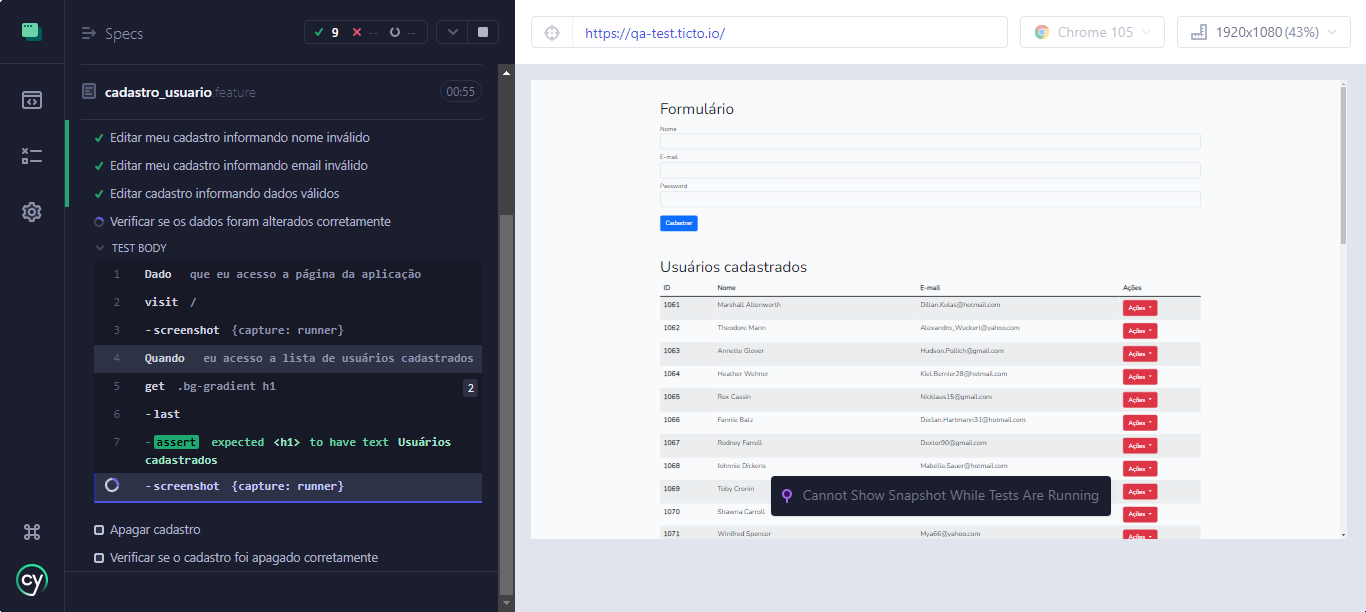 Specs
9
--
--
cadastro_usuario.feature
00:55
Editar meu cadastro informando nome inválido
Editar meu cadastro informando email inválido
Editar cadastro informando dados válidos
Verificar se os dados foram alterados corretamente
TEST BODY
1 Dado que eu acesso a página da aplicação
2 visit /
3 -screenshot {capture: runner}
4 Quando eu acesso a lista de usuários cadastrados
5 get .bg-gradient h1 2
6 -last
7 -assert expected <h1> to have text Usuários
cadastrados
-screenshot {capture: runner}
Apagar cadastro
Verificar se o cadastro foi apagado corretamente
cy
https://qa-test.ticto.io/
Chrome 105
1920x1080 (43%)
Formulário
Nome
E-mail
Password
Cadastrar
Usuários cadastrados
ID Nome E-mail Ações
1061 Marshall Altenwerth Dillan.Kulas@hotmail.com Ações
1062 Theodore Mann Alexandro_Wuckert@yahoo.com Ações
1063 Annette Glover Hudson.Pollich@gmail.com Ações
1064 Heather Wehner Kiel.Bernier28@hotmail.com Ações
1065 Rex Cassin Nicklaus15@gmail.com Ações
1066 Fannie Batz Declan.Hartmann31@hotmail.com Ações
1067 Rodney Farrell Dexter90@gmail.com Ações
1068 Johnnie Dickens Mabelle.Sauer@hotmail.com Ações
1069 Toby Cronin Ações
1070 Shawna Carroll Ações
1071 Winifred Spencer Mya66@yahoo.com Ações
Cannot Show Snapshot While Tests Are Running